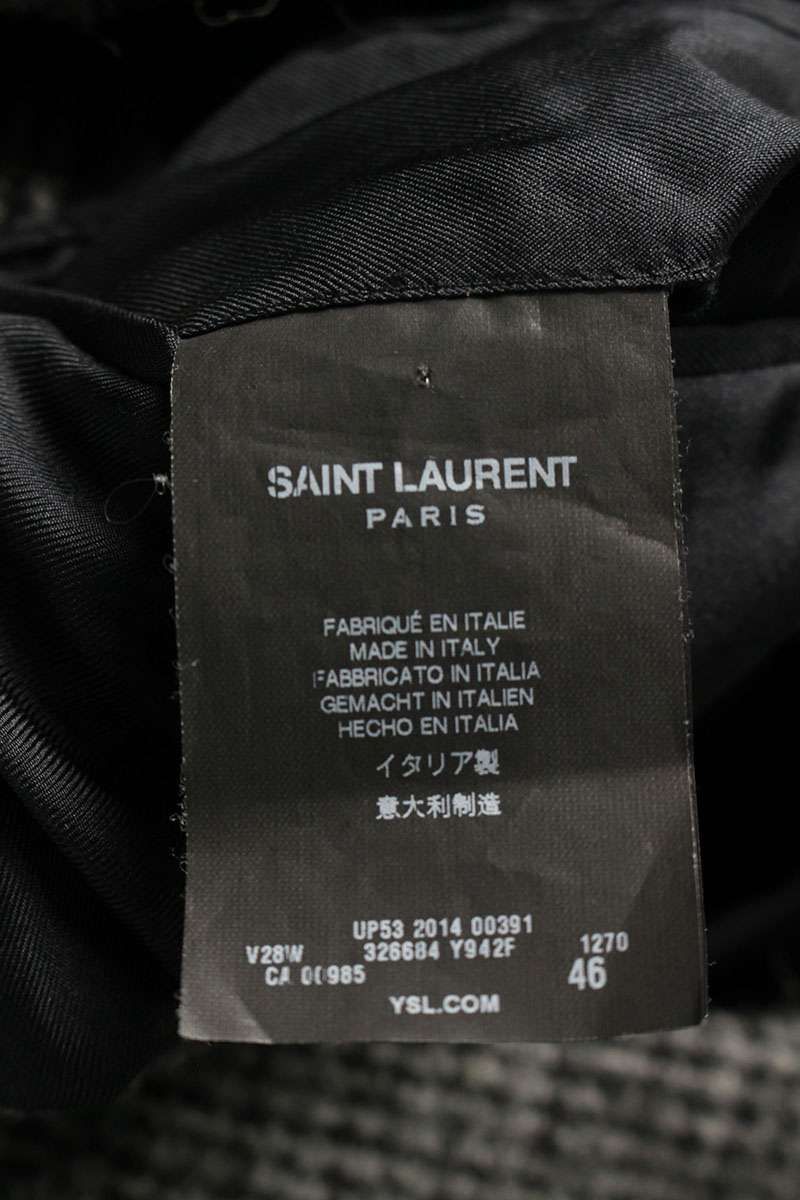 SAINT LAURENT
PARIS
FABRIQUÉ EN ITALIE
MADE IN ITALY
FABBRICATO IN ITALIA
GEMACHT IN ITALIEN
HECHO EN ITALIA
イタリア製
意大利制造
UP53 2014 00391
V28W 326684 Y942F 1270
CA 00985 46
YSL.COM